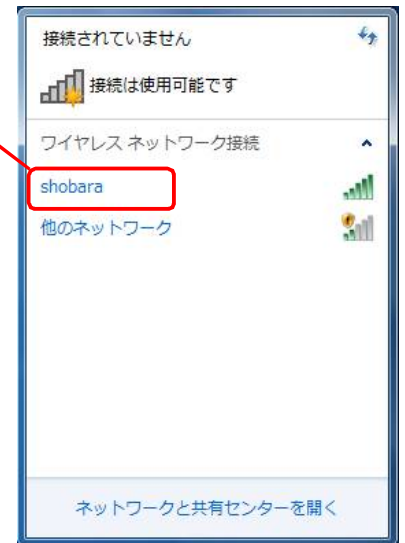 接続されていません
接続は使用可能です
ワイヤレス ネットワーク接続
shobara
他のネットワーク
ネットワークと共有センターを開く